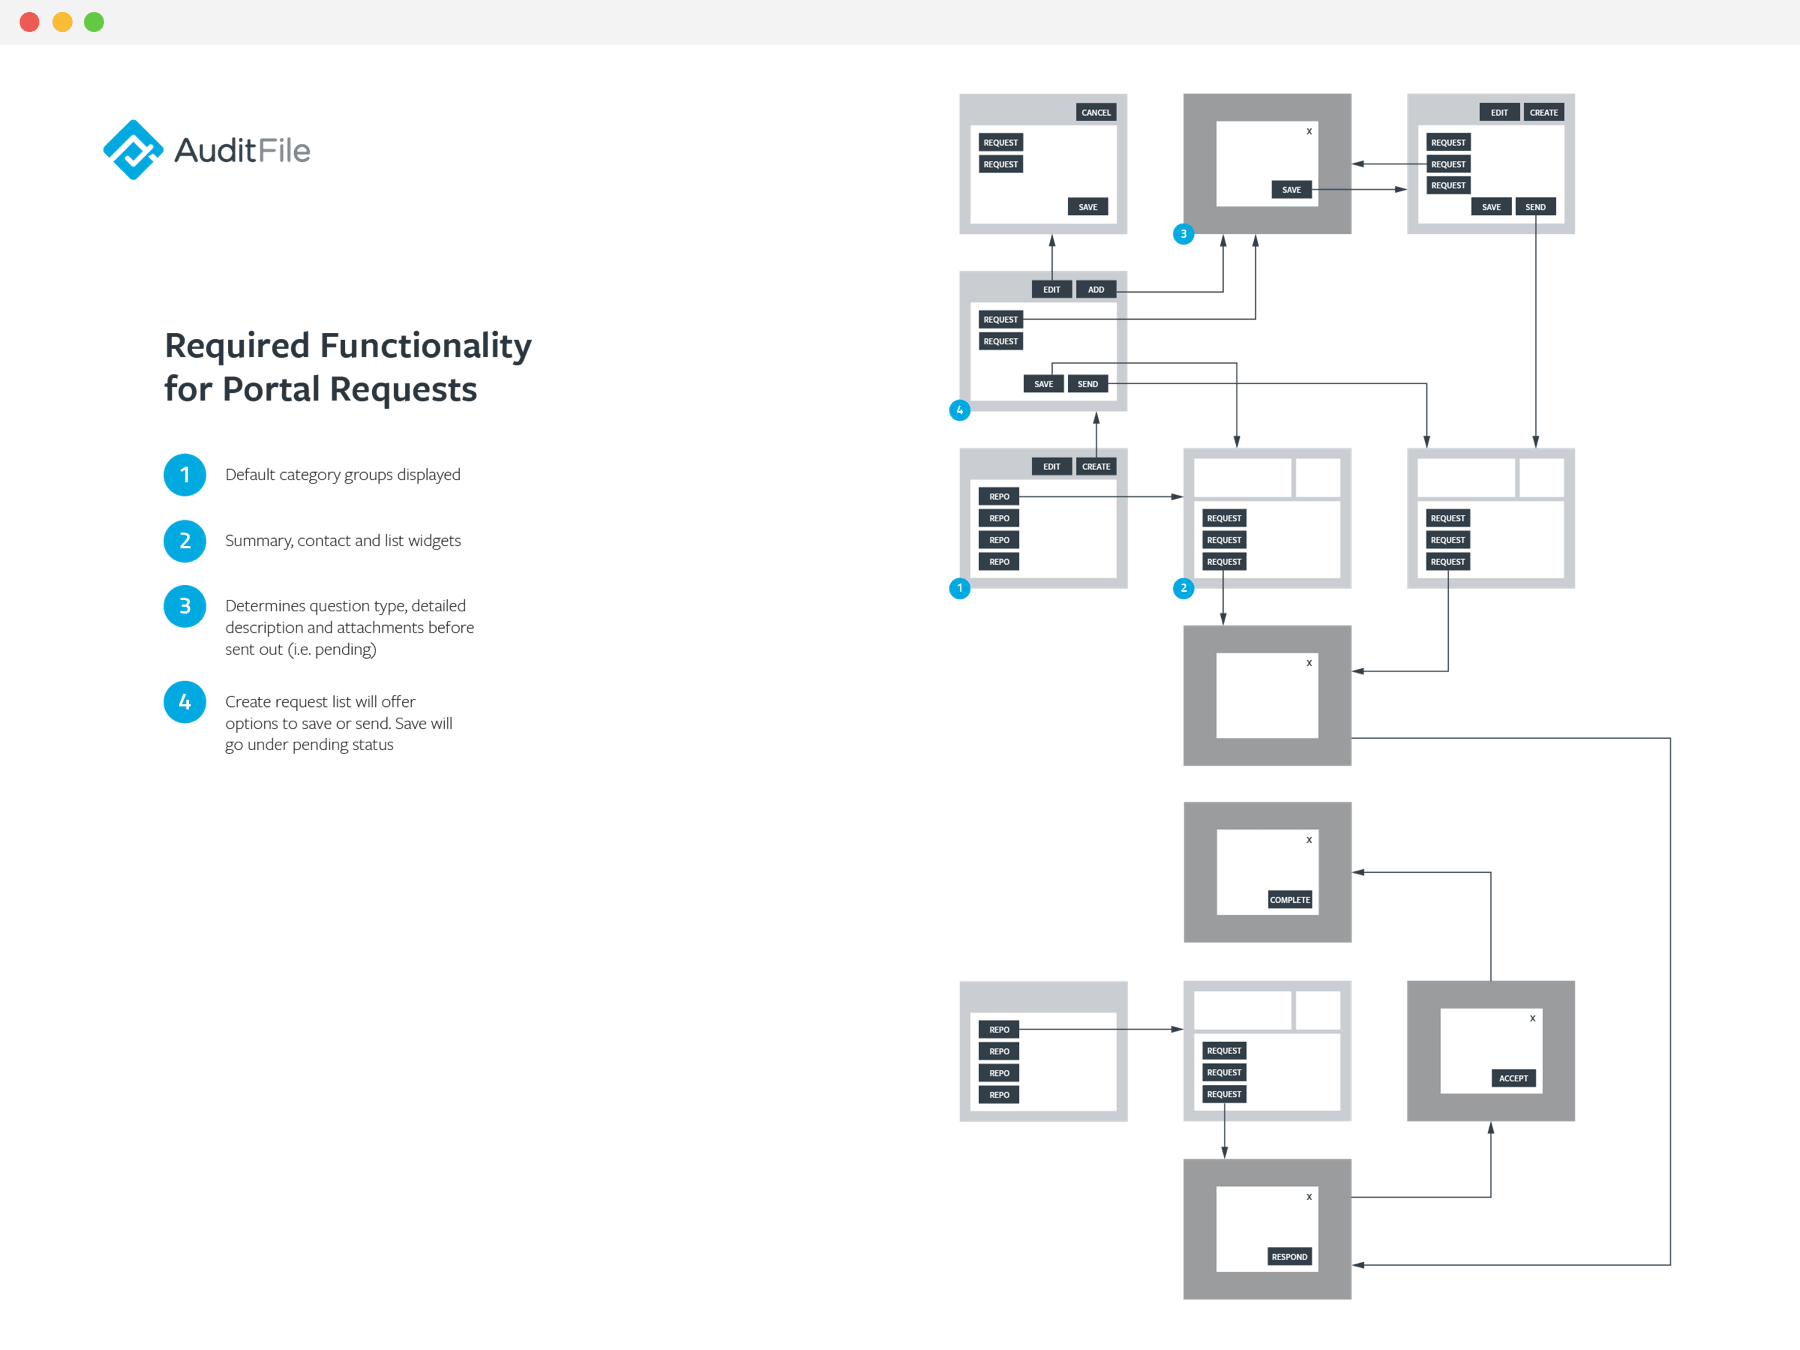 AuditFile
Required Functionality
for Portal Requests
1
Default category groups displayed
2
Summary, contact and list widgets
3
Determines question type, detailed
description and attachments before
sent out (i.e. pending)
4
Create request list will offer
options to save or send. Save will
go under pending status
CANCEL
REQUEST
REQUEST
SAVE
X
SAVE
3
EDIT CREATE
REQUEST
REQUEST
REQUEST
SAVE SEND
EDIT ADD
REQUEST
REQUEST
SAVE SEND
4
EDIT CREATE
REPO
REPO
REPO
REPO
1
REQUEST
REQUEST
REQUEST
2
REQUEST
REQUEST
REQUEST
X
X
COMPLETE
REPO
REPO
REPO
REPO
REQUEST
REQUEST
REQUEST
X
ACCEPT
X
RESPOND